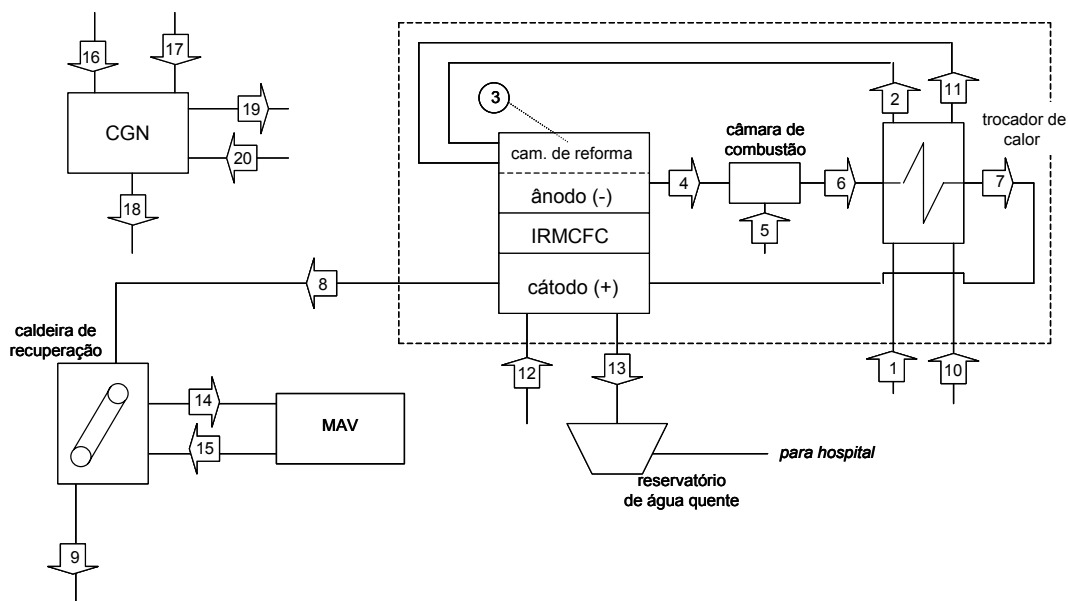 16
17
CGN
19
20
18
3
2
11
trocador de
calor
cam. de reforma
câmara de
combustão
4
6
7
ânodo (-)
5
IRMCFC
8
cátodo (+)
caldeira de
recuperação
12
13
1
10
14
MAV
15
para hospital
reservatório
de água quente
9